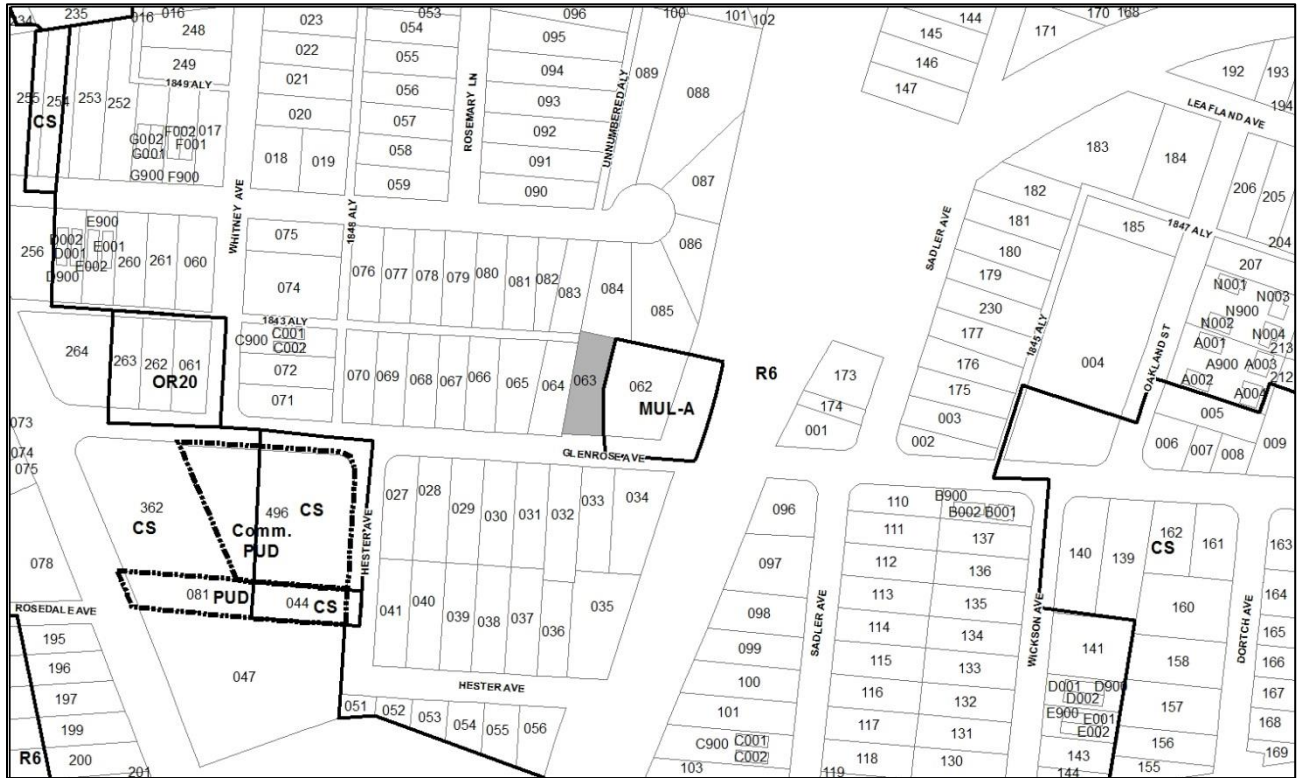 234
235
016
016
023
053
096
100
101
102
144
170
168
248
022
054
095
145
171
249
055
094
089
146
192
193
1849 ALY
021
056
ROSEMARY LN
093
UNNUMBERED ALY
088
147
194
255
254
253
252
020
057
092
LEAFLAND AVE
CS
G002
F002
017
G001
F001
018
019
058
091
183
184
G900
F900
059
090
087
182
206
205
WHITNEY AVE
1848 ALY
181
185
1847 ALY
204
256
E900
D002
E001
D001
E002
D900
260
261
060
075
086
SADLER AVE
180
207
074
076
077
078
079
080
081
082
083
084
085
179
N001
N003
N900
230
N002
N004
1843 ALY
C900
C001
C002
177
1845 ALY
004
OAKLAND ST
A001
213
264
263
262
061
OR20
072
070
069
068
067
066
065
064
063
062
MUL-A
R6
173
176
A900
A003
212
A002
A004
071
174
175
003
005
073
001
002
006
007
008
009
074
075
GLENROSE AVE
362
CS
496
CS
Comm.
PUD
HESTER AVE
027
028
029
030
031
032
033
034
096
110
B900
B002
B001
111
137
162
CS
161
163
078
097
112
136
140
139
081
PUD
044
CS
041
040
039
038
037
036
035
098
113
135
160
164
ROSEDALE AVE
195
SADLER AVE
114
134
WICKSON AVE
DORTCH AVE
165
196
099
115
133
141
158
166
047
HESTER AVE
100
116
132
D001
D900
D002
167
197
051
052
053
054
055
056
101
117
131
E900
E001
E002
157
168
199
C900
C001
C002
143
156
169
R6
200
201
103
119
118
130
144
155